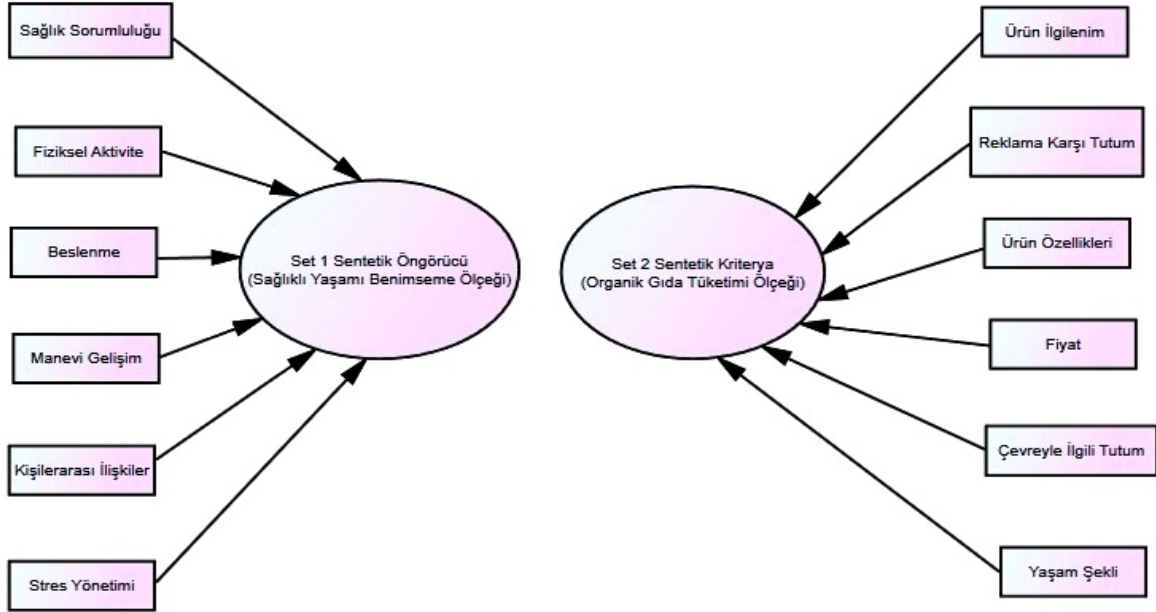 Sağlık Sorumluluğu
Fiziksel Aktivite
Beslenme
Manevi Gelişim
Kişilerarası İlişkiler
Stres Yönetimi
Set 1 Sentetik Öngörücü
(Sağlıklı Yaşamı Benimseme Ölçeği)
Set 2 Sentetik Kriterya
(Organik Gıda Tüketimi Ölçeği)
Ürün İlgilenim
Reklama Karşı Tutum
Ürün Özellikleri
Fiyat
Çevreyle İlgili Tutum
Yaşam Şekli